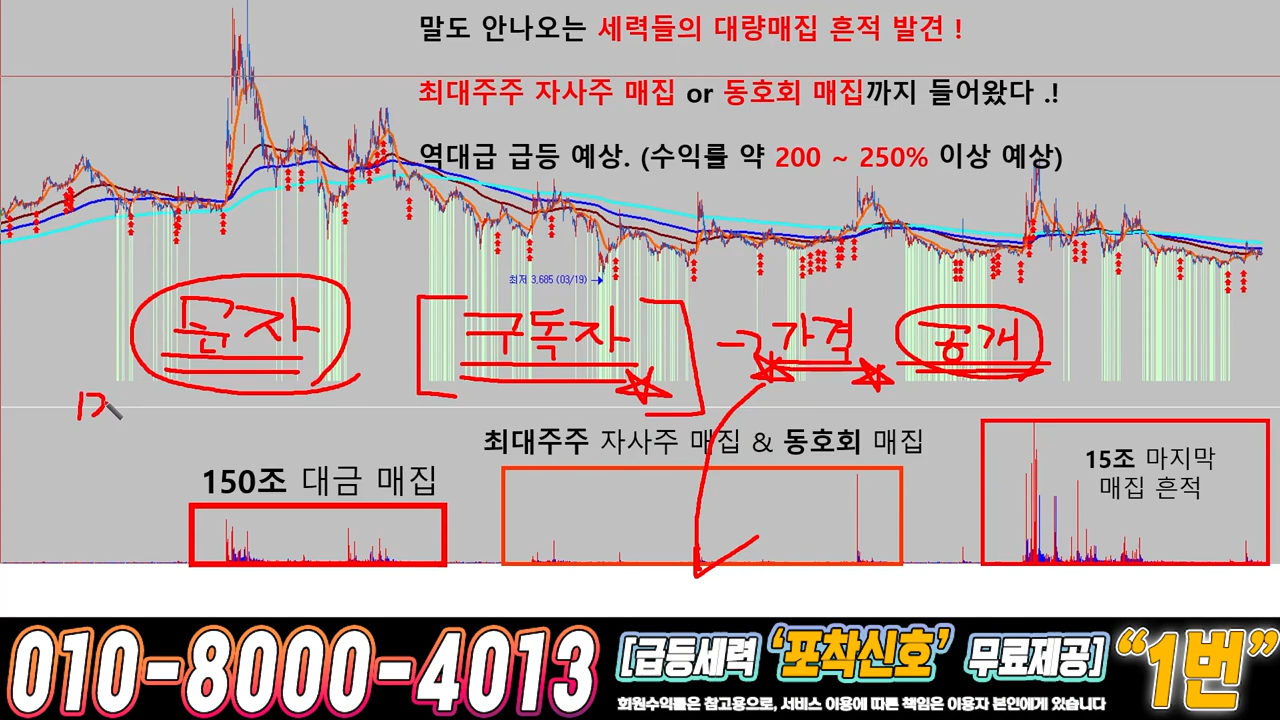 말도 안나오는 세력들의 대량매집 흔적 발견 !
최대주주 자사주 매집 or 동호회 매집까지 들어왔다 .!
역대급 급등 예상. (수익률 약 200 ~ 250% 이상 예상)
최저 3,685 (03/19)
문자 구독자 가격 공개
최대주주 자사주 매집 & 동호회 매집
150조 대금 매집
15조 마지막
매집 흔적
010-8000-4013
[급등세력 '포착신호' 무료제공] "1번"
회원수익률은 참고용으로, 서비스 이용에 따른 책임은 이용자 본인에게 있습니다